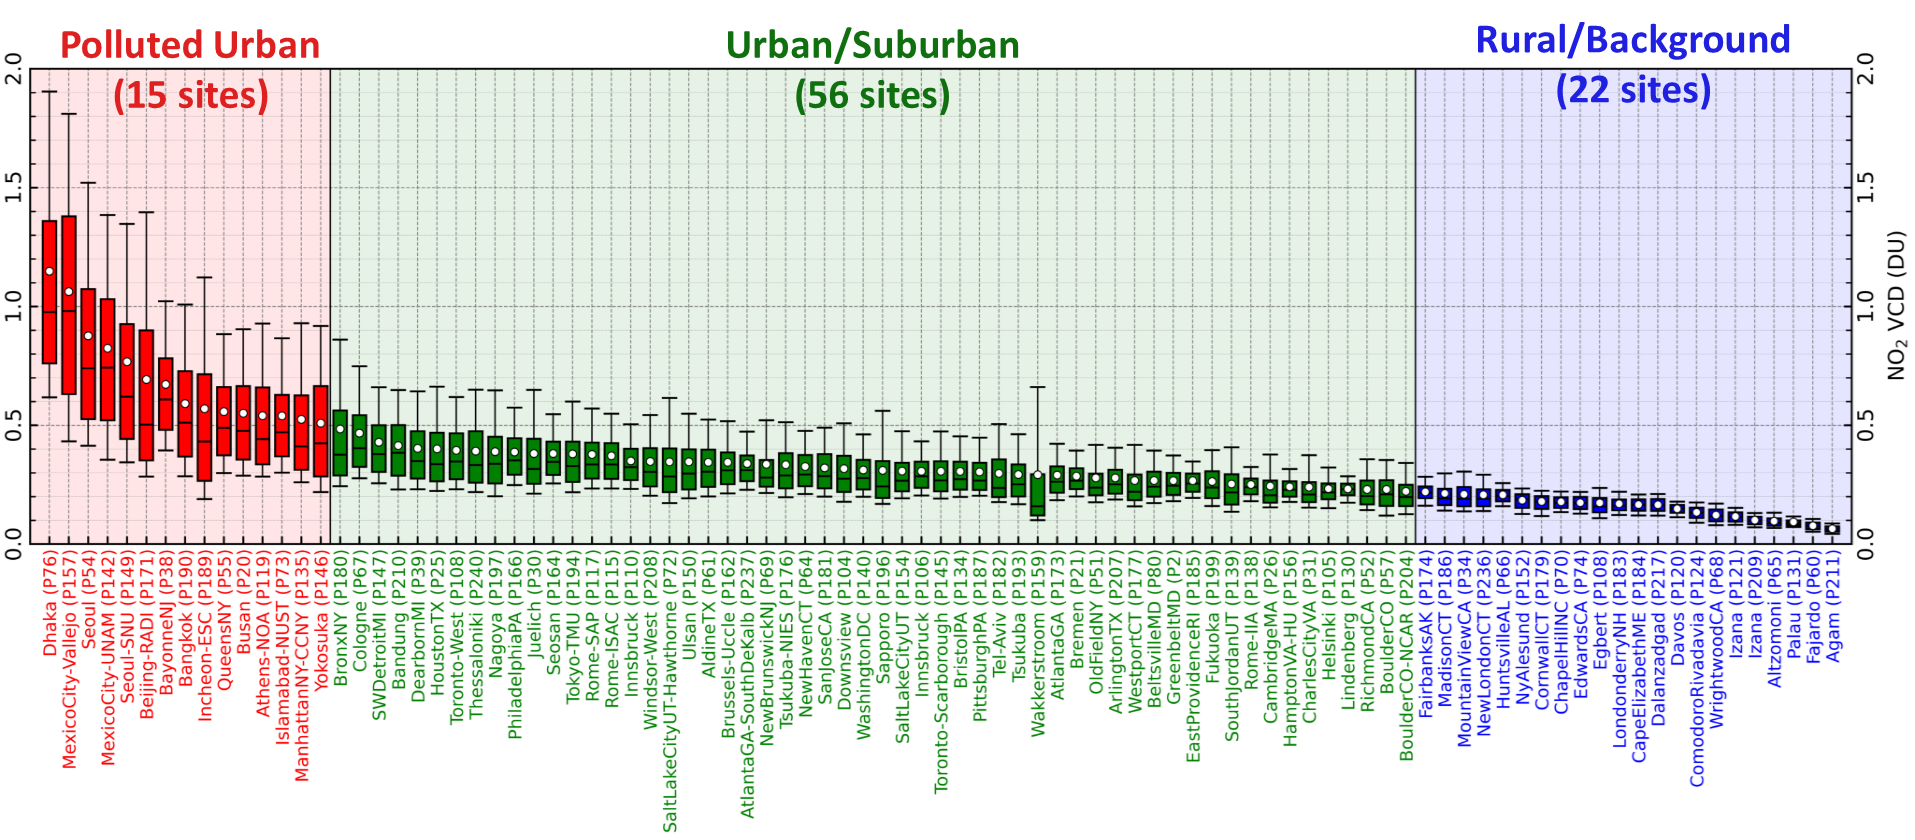 Polluted Urban
(15 sites)
Urban/Suburban
(56 sites)
Rural/Background
(22 sites)
2.0
1.5
1.0
0.5
0.0
2.0
1.5
1.0
0.5
0.0
NO₂ VCD (DU)
Dhaka (P76)
MexicoCity-Vallejo (P157)
Seoul (P54)
MexicoCity-UNAM (P142)
Seoul-SNU (P149)
Beijing-RADI (P171)
BayonneNJ (P38)
Bangkok (P190)
Incheon-ESC (P189)
QueensNY (P55)
Busan (P20)
Athens-NOA (P119)
Islamabad-NUST (P73)
ManhattanNY-CCNY (P135)
Yokosuka (P146)
BronxNY (P180)
Cologne (P67)
SWDetroitMI (P147)
Bandung (P210)
DearbornMI (P39)
HoustonTX (P25)
Toronto-West (P108)
Thessaloniki (P240)
Nagoya (P197)
PhiladelphiaPA (P166)
Juelich (P30)
Seosan (P164)
Tokyo-TMU (P194)
Rome-SAP (P117)
Rome-ISAC (P115)
Innsbruck (P110)
Windsor-West (P208)
SaltLakeCityUT-Hawthorne (P72)
Ulsan (P150)
AldineTX (P61)
Brussels-Uccle (P162)
AtlantaGA-SouthDeKalb (P237)
NewBrunswickNJ (P69)
Tsukuba-NIES (P176)
NewHavenCT (P64)
SanJoseCA (P181)
Downsview (P104)
WashingtonDC (P140)
Sapporo (P196)
SaltLakeCityUT (P154)
Innsbruck (P106)
Toronto-Scarborough (P145)
BristolPA (P134)
PittsburghPA (P187)
Tel-Aviv (P182)
Tsukuba (P193)
Wakkerstroom (P159)
AtlantaGA (P173)
Bremen (P21)
OldFieldNY (P51)
ArlingtonTX (P207)
WestportCT (P177)
BeltsvilleMD (P80)
GreenbeltMD (P2)
EastProvidenceRI (P185)
Fukuoka (P199)
SouthJordanUT (P139)
Rome-IIA (P138)
CambridgeMA (P26)
HamptonVA-HU (P156)
CharlesCityVA (P31)
Helsinki (P105)
Lindenberg (P130)
RichmondCA (P52)
BoulderCO (P57)
BoulderCO-NCAR (P204)
FairbanksAK (P174)
MadisonCT (P186)
MountainViewCA (P34)
NewLondonCT (P236)
HuntsvilleAL (P66)
NyAlesund (P152)
CornwallCT (P179)
ChapelHillNC (P70)
EdwardsCA (P74)
Egbert (P108)
LondonderryNH (P183)
CapeElizabethME (P184)
Dalanzadgad (P217)
Davos (P120)
ComodoroRivadavia (P124)
WrightwoodCA (P68)
Izana (P121)
Izana (P209)
Altzomoni (P65)
Palau (P131)
Fajardo (P60)
Agam (P211)